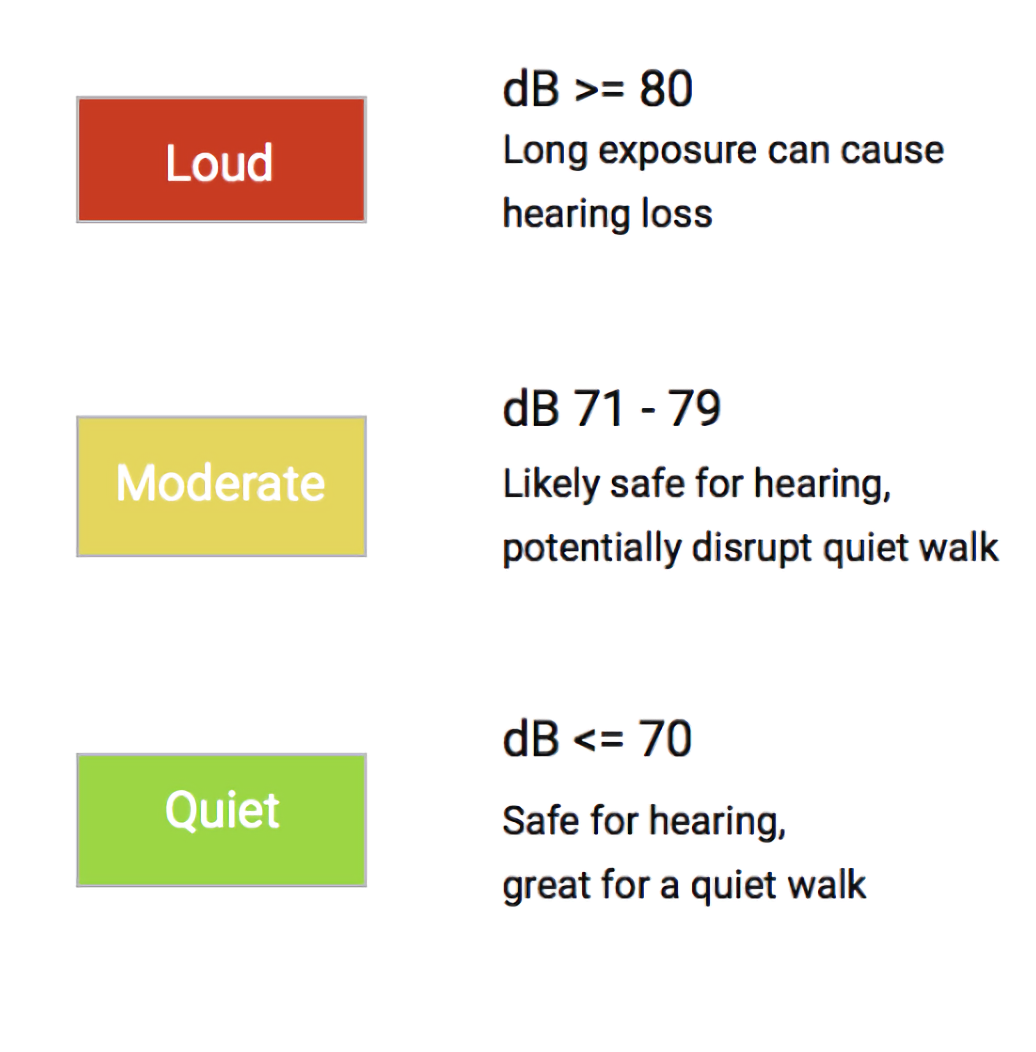 Loud
dB >= 80
Long exposure can cause
hearing loss
Moderate
dB 71 - 79
Likely safe for hearing,
potentially disrupt quiet walk
Quiet
dB <= 70
Safe for hearing,
great for a quiet walk